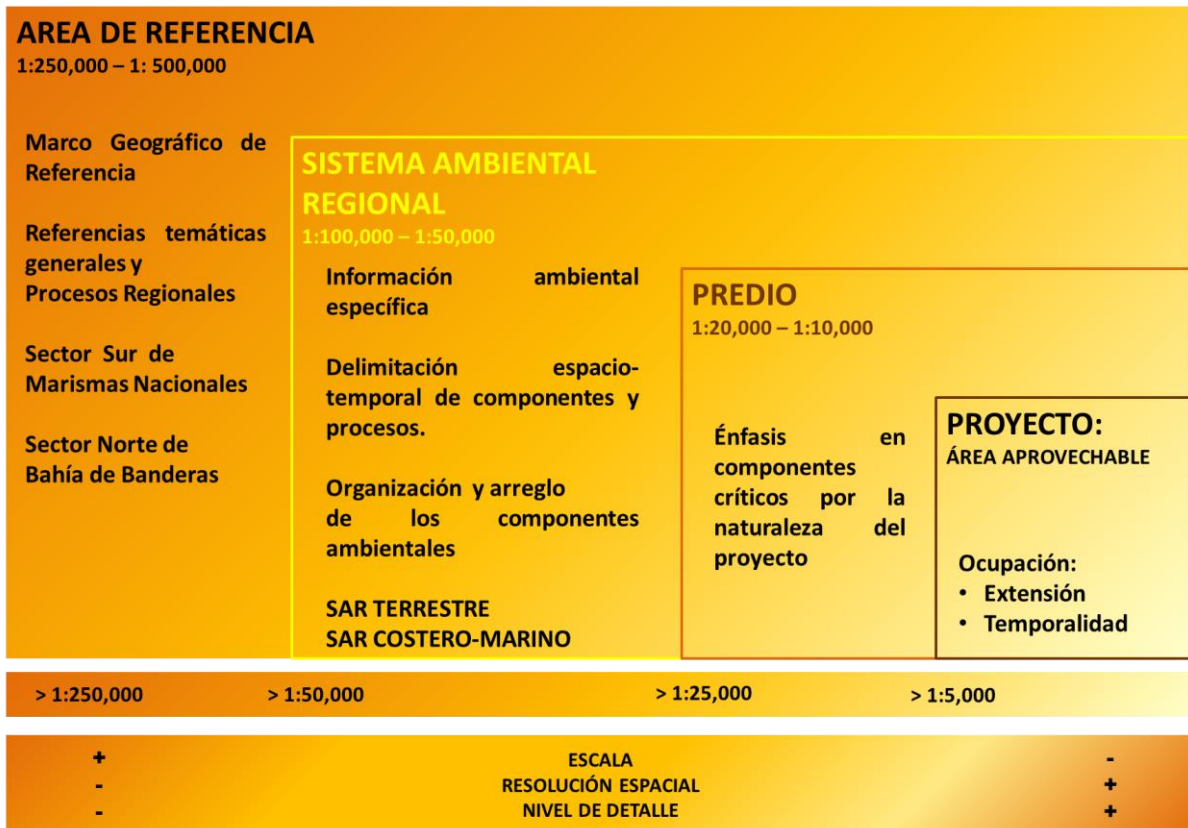 AREA DE REFERENCIA
1:250,000 – 1: 500,000
Marco Geográfico de
Referencia
Referencias temáticas
generales y
Procesos Regionales
Sector Sur de
Marismas Nacionales
Sector Norte de
Bahía de Banderas
SISTEMA AMBIENTAL
REGIONAL
1:100,000 – 1:50,000
Información ambiental
específica
Delimitación espacio-
temporal de componentes y
procesos.
Organización y arreglo
de los componentes
ambientales
SAR TERRESTRE
SAR COSTERO-MARINO
PREDIO
1:20,000 – 1:10,000
Énfasis en
componentes
críticos por la
naturaleza del
proyecto
PROYECTO:
ÁREA APROVECHABLE
Ocupación:
• Extensión
• Temporalidad
> 1:250,000 > 1:50,000 > 1:25,000 > 1:5,000
+ ESCALA -
- RESOLUCIÓN ESPACIAL +
- NIVEL DE DETALLE +